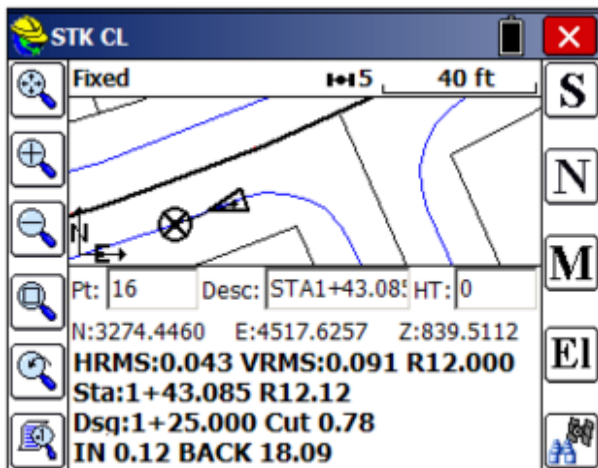 STK CL
Fixed 5 40 ft
S
N
N
E
M
Pt: 16 Desc: STA1+43.085 HT: 0
N:3274.4460 E:4517.6257 Z:839.5112
El
HRMS:0.043 VRMS:0.091 R12.000
Sta:1+43.085 R12.12
Dsg:1+25.000 Cut 0.78
IN 0.12 BACK 18.09